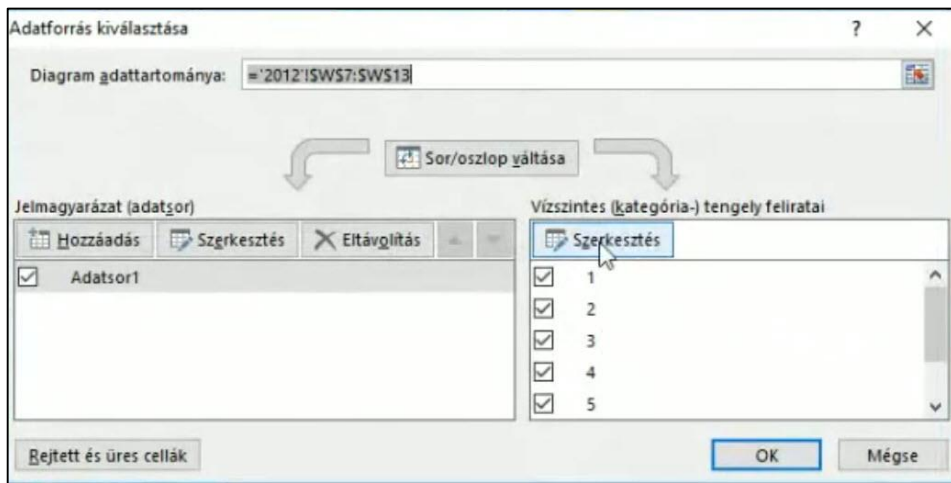 Adatforrás kiválasztása
?
Diagram adattartománya: ='2012'!$W$7:$W$13
Sor/oszlop váltása
Jelmagyarázat (adatsor)
Hozzáadás Szerkesztés Eltávolítás
Adatsor1
Vízszintes (kategória-) tengely feliratai
Szerkesztés
1
2
3
4
5
Rejtett és üres cellák
OK Mégse